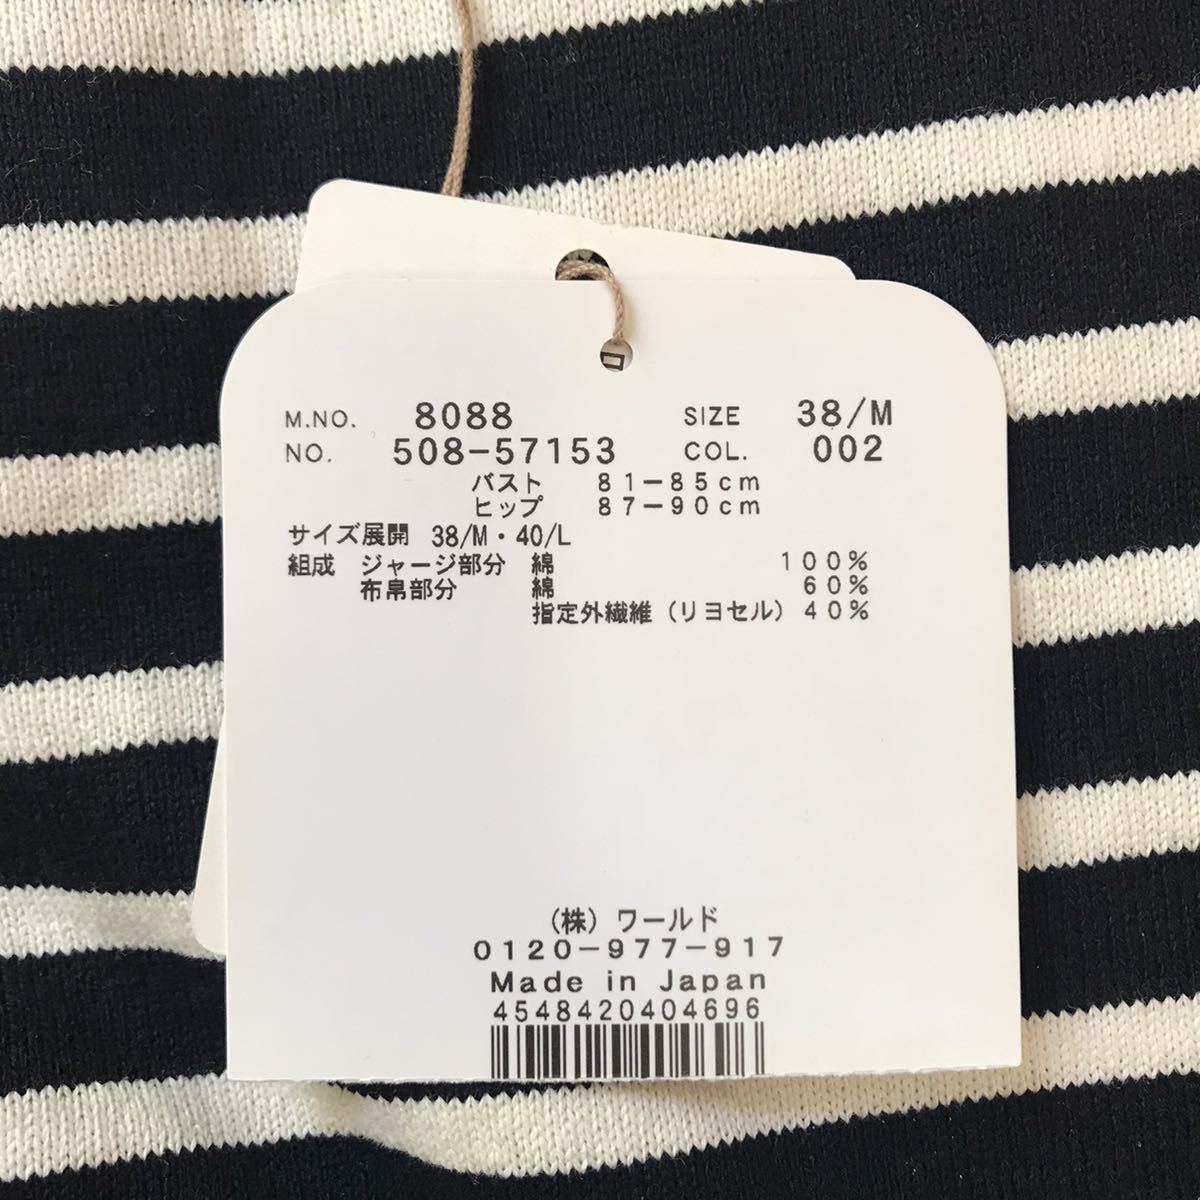 M.NO. 8088 SIZE 38/M
NO. 508-57153 COL. 002
バスト 81-85cm
ヒップ 87-90cm
サイズ展開 38/M・40/L
組成 ジャージ部分 綿 100%
布帛部分 綿 60%
指定外繊維(リヨセル) 40%
(株)ワールド
0120-977-917
Made in Japan
4548420404696